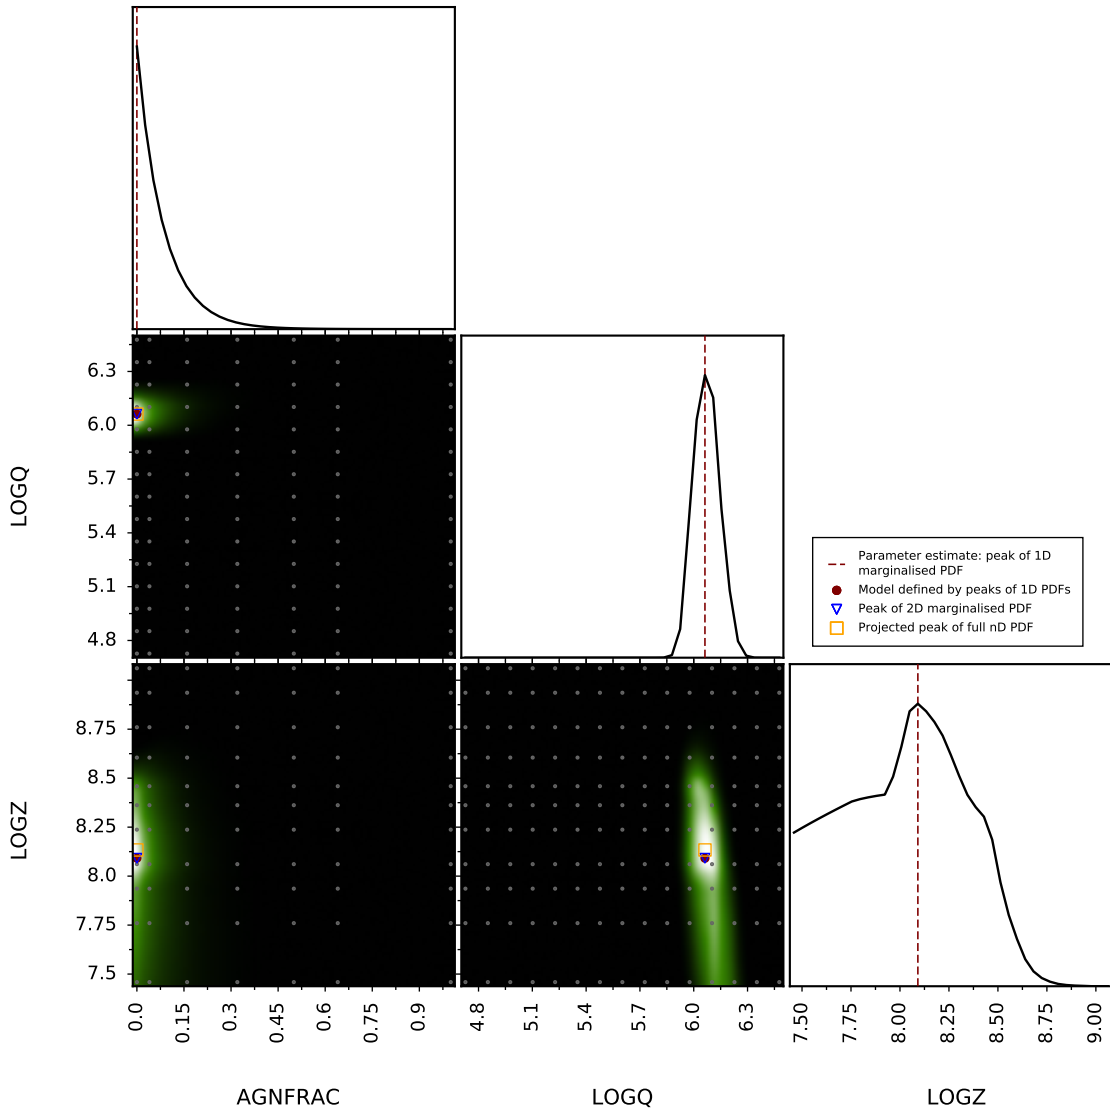 6.3
6.0
5.7
5.4
5.1
4.8
LOGQ
Parameter estimate: peak of 1D
marginalised PDF
Model defined by peaks of 1D PDFs
Peak of 2D marginalised PDF
Projected peak of full nD PDF
8.75
8.5
8.25
8.0
7.75
7.5
LOGZ
0.0 0.15 0.3 0.45 0.6 0.75 0.9
4.8 5.1 5.4 5.7 6.0 6.3
7.50 7.75 8.00 8.25 8.50 8.75 9.00
AGNFRAC
LOGQ
LOGZ